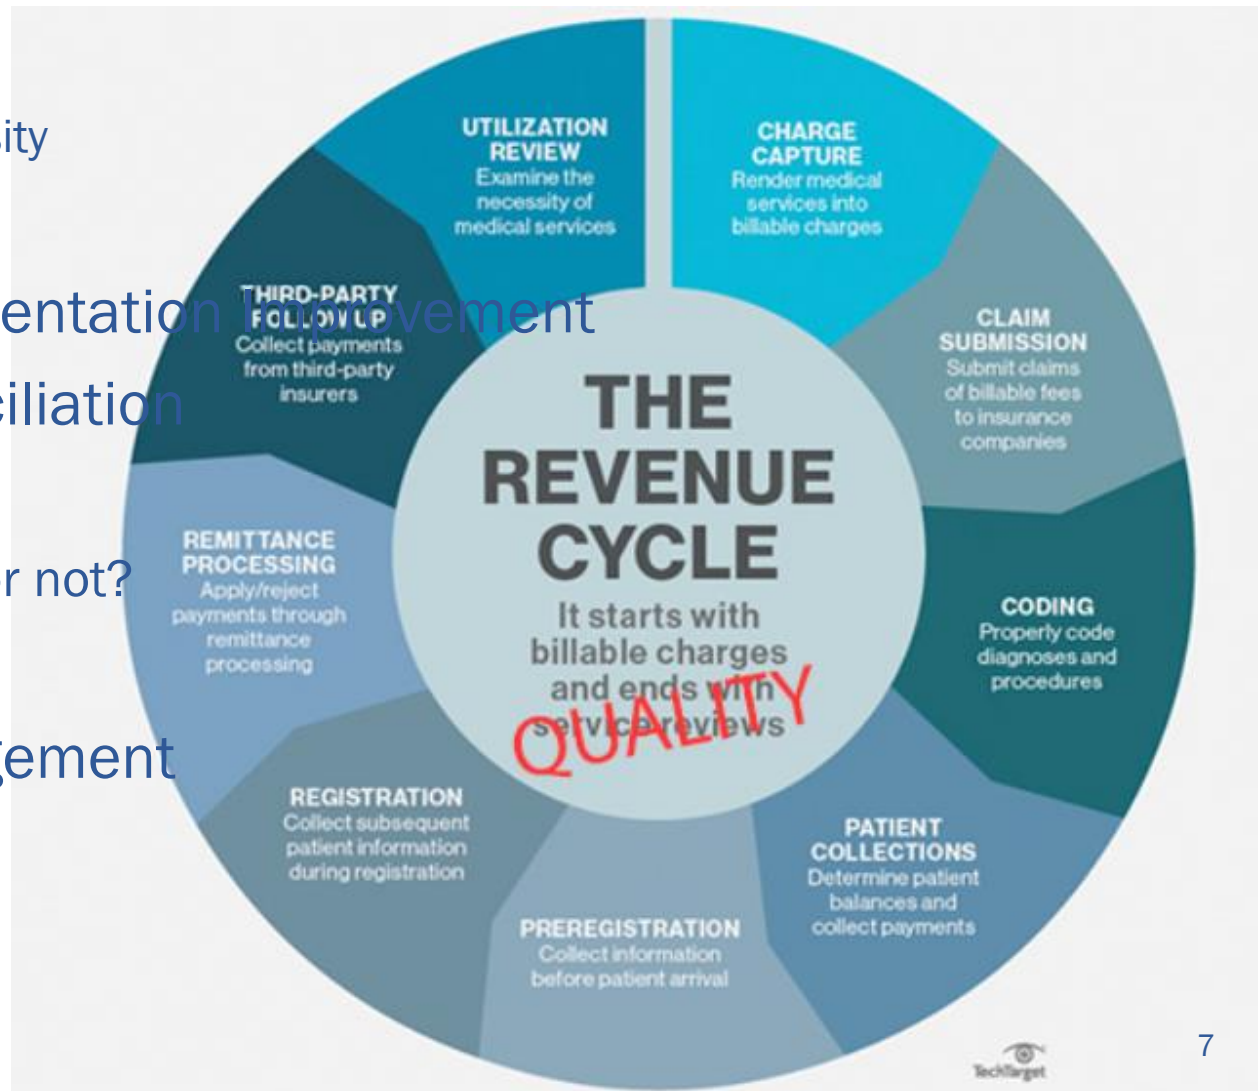 sity
entation Improvement
ciliation
r not?
gement
UTILIZATION
REVIEW
Examine the
necessity of
medical services
CHARGE
CAPTURE
Render medical
services into
billable charges
THIRD-PARTY
FOLLOW UP
Collect payments
from third-party
insurers
CLAIM
SUBMISSION
Submit claims
of billable fees
to insurance
companies
THE
REVENUE
CYCLE
It starts with
billable charges
and ends with
service reviews
QUALITY
REMITTANCE
PROCESSING
Apply/reject
payments through
remittance
processing
CODING
Properly code
diagnoses and
procedures
REGISTRATION
Collect subsequent
patient information
during registration
PATIENT
COLLECTIONS
Determine patient
balances and
collect payments
PREREGISTRATION
Collect information
before patient arrival
TechTarget
7